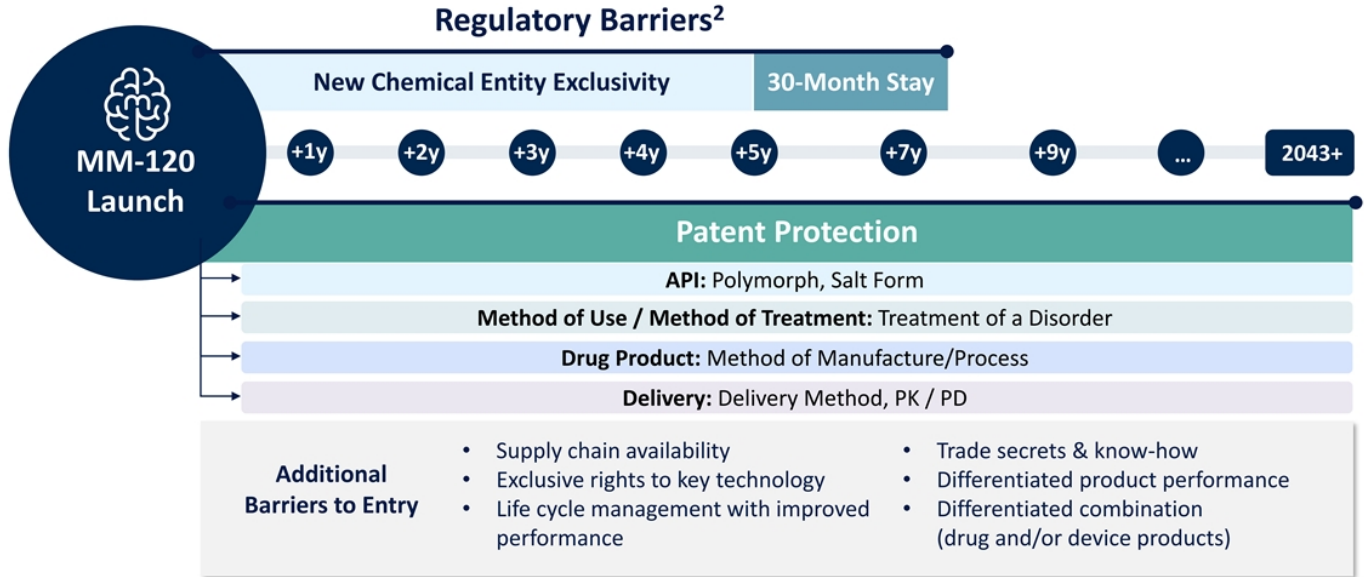 Regulatory Barriers²
New Chemical Entity Exclusivity
30-Month Stay
MM-120
Launch
+1y
+2y
+3y
+4y
+5y
+7y
+9y
...
2043+
Patent Protection
API: Polymorph, Salt Form
Method of Use / Method of Treatment: Treatment of a Disorder
Drug Product: Method of Manufacture/Process
Delivery: Delivery Method, PK / PD
Additional
Barriers to Entry
• Supply chain availability
• Exclusive rights to key technology
• Life cycle management with improved
performance
• Trade secrets & know-how
• Differentiated product performance
• Differentiated combination
(drug and/or device products)